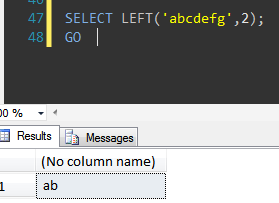 47 SELECT LEFT('abcdefg',2);
48 GO
00 %
Results Messages
(No column name)
1 ab